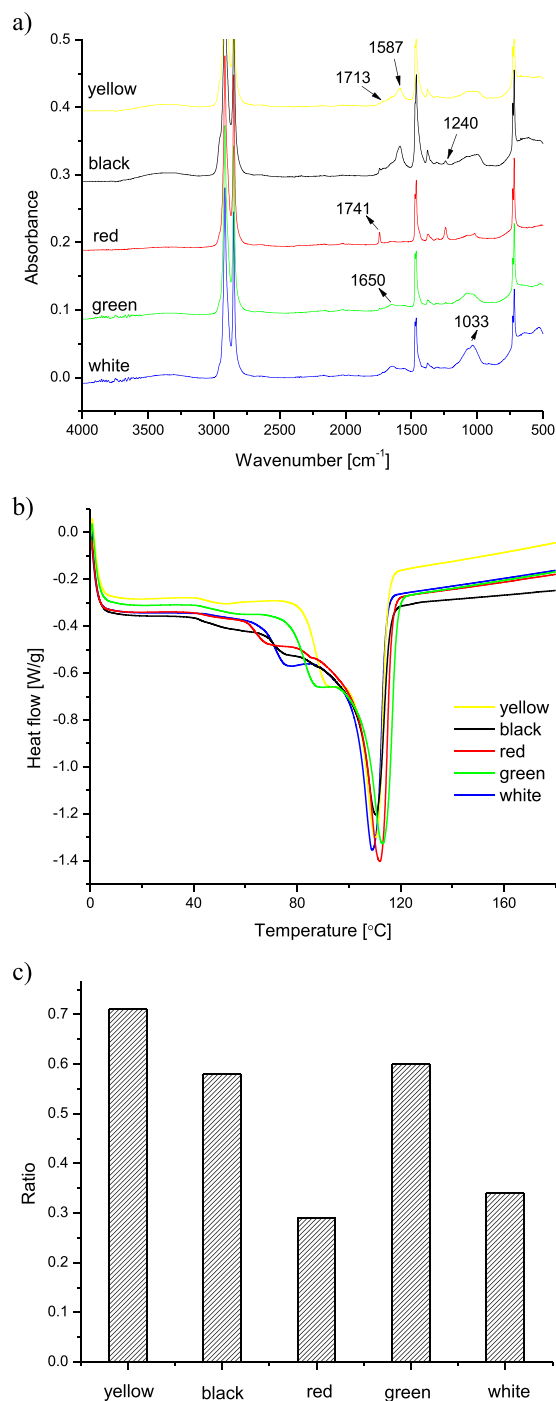 a)
0.5
0.4
0.3
0.2
0.1
0.0
Absorbance
yellow
black
red
green
white
1713
1587
1240
1741
1650
1033
4000 3500 3000 2500 2000 1500 1000 500
Wavenumber [cm-1]
b)
0.0
-0.2
-0.4
-0.6
-0.8
-1.0
-1.2
-1.4
Heat flow [W/g]
yellow
black
red
green
white
0 40 80 120 160
Temperature [°C]
c)
0.7
0.6
0.5
0.4
0.3
0.2
0.1
0.0
Ratio
yellow black red green white